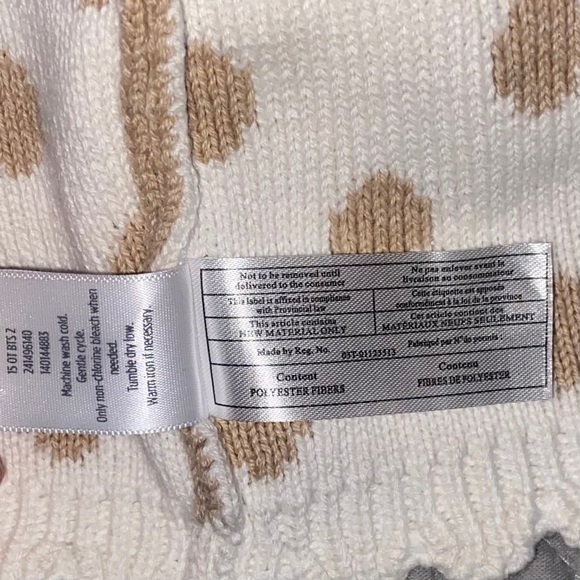 15 OT BTS 2
241496140
140144883
Machine wash cold.
Gentle cycle.
Only non-chlorine bleach when
needed.
Tumble dry low.
Warm iron if necessary.
Not to be removed until
delivered to the consumer
Ne pas enlever avant le
livraison au consommateur
This label is affixed in compliance
with Provincial law
Cette étiquette est apposée
conformément à la loi de la province
This article contains
NEW MATERIAL ONLY
Cet article contient des
MATÉRIAUX NEUFS SEULEMENT
Made by Reg. No. 03T-01123513 Fabriqué par N° de permis :
Content
POLYESTER FIBERS
Content
FIBRES DE POLYESTER